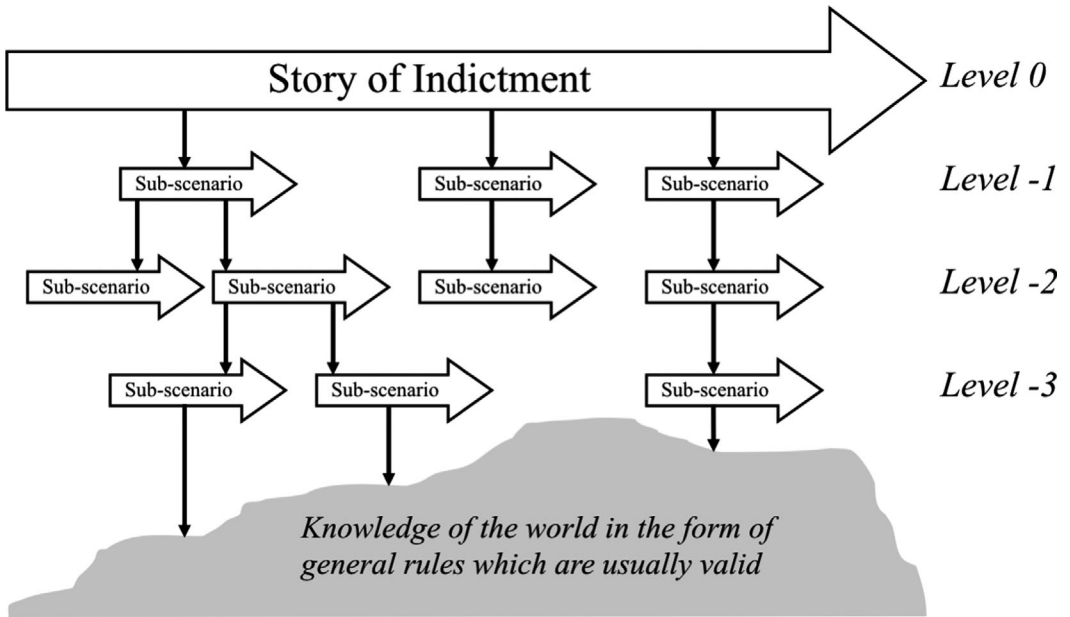 Story of Indictment
Level 0
Sub-scenario
Sub-scenario
Sub-scenario
Level -1
Sub-scenario
Sub-scenario
Sub-scenario
Sub-scenario
Level -2
Sub-scenario
Sub-scenario
Sub-scenario
Level -3
Knowledge of the world in the form of
general rules which are usually valid